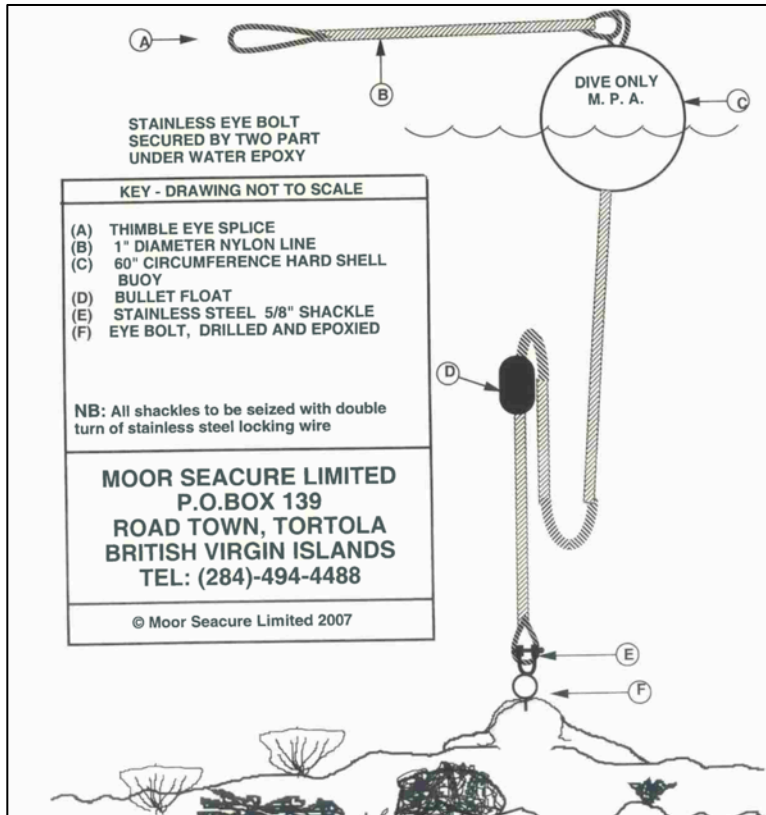 A
B
DIVE ONLY
M. P. A.
C
STAINLESS EYE BOLT
SECURED BY TWO PART
UNDER WATER EPOXY
KEY - DRAWING NOT TO SCALE
(A) THIMBLE EYE SPLICE
(B) 1" DIAMETER NYLON LINE
(C) 60" CIRCUMFERENCE HARD SHELL
BUOY
(D) BULLET FLOAT
(E) STAINLESS STEEL 5/8" SHACKLE
(F) EYE BOLT, DRILLED AND EPOXIED
NB: All shackles to be seized with double
turn of stainless steel locking wire
MOOR SEACURE LIMITED
P.O.BOX 139
ROAD TOWN, TORTOLA
BRITISH VIRGIN ISLANDS
TEL: (284)-494-4488
© Moor Seacure Limited 2007
D
E
F